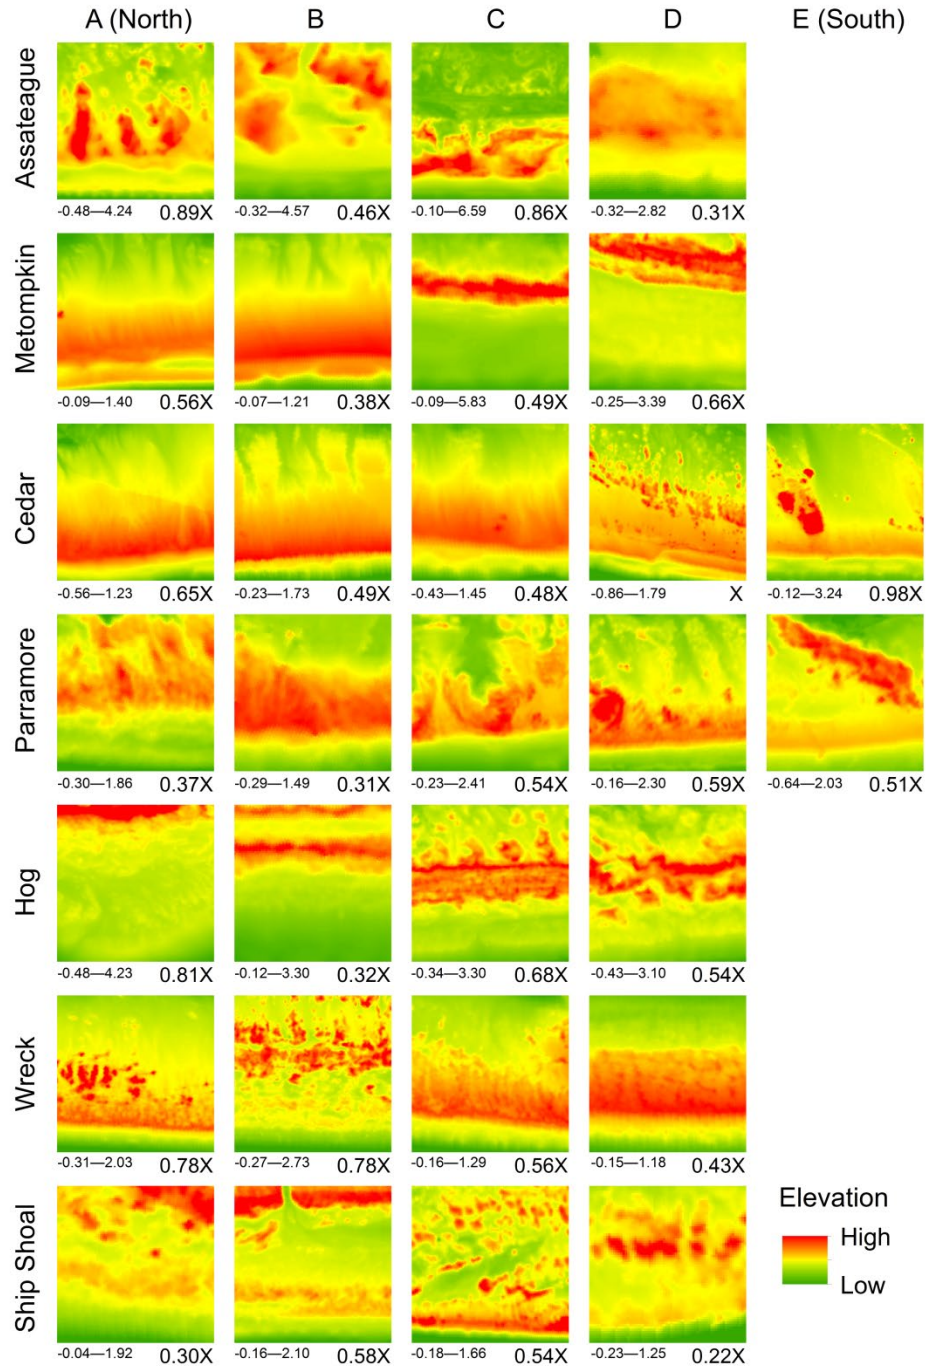 A (North) B C D E (South)
Assateague
-0.48—4.24 0.89X -0.32—4.57 0.46X -0.10—6.59 0.86X -0.32—2.82 0.31X
Metompkin
-0.09—1.40 0.56X -0.07—1.21 0.38X -0.09—5.83 0.49X -0.25—3.39 0.66X
Cedar
-0.56—1.23 0.65X -0.23—1.73 0.49X -0.43—1.45 0.48X -0.86—1.79 X -0.12—3.24 0.98X
Parramore
-0.30—1.86 0.37X -0.29—1.49 0.31X -0.23—2.41 0.54X -0.16—2.30 0.59X -0.64—2.03 0.51X
Hog
-0.48—4.23 0.81X -0.12—3.30 0.32X -0.34—3.30 0.68X -0.43—3.10 0.54X
Wreck
-0.31—2.03 0.78X -0.27—2.73 0.78X -0.16—1.29 0.56X -0.15—1.18 0.43X
Ship Shoal
-0.04—1.92 0.30X -0.16—2.10 0.58X -0.18—1.66 0.54X -0.23—1.25 0.22X
Elevation
High
Low